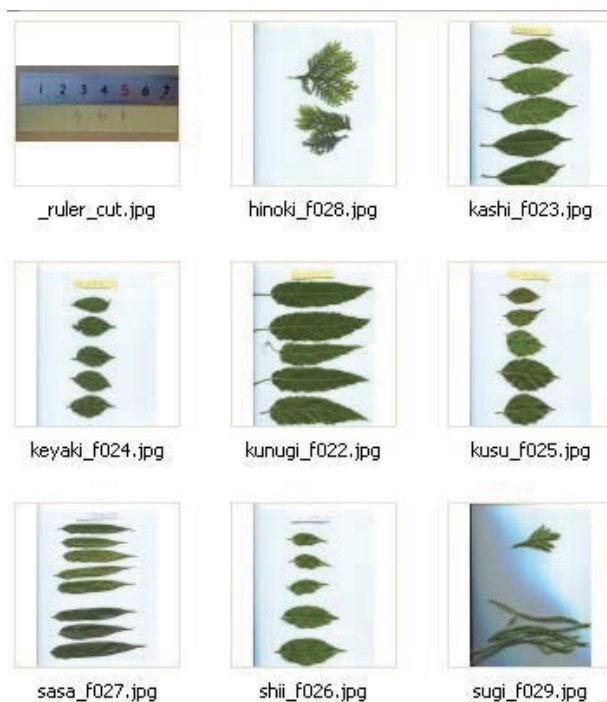 1 2 3 4 5 6 7
_ruler_cut.jpg
hinoki_f028.jpg
kashi_f023.jpg
keyaki_f024.jpg
kunugi_f022.jpg
kusu_f025.jpg
sasa_f027.jpg
shii_f026.jpg
sugi_f029.jpg